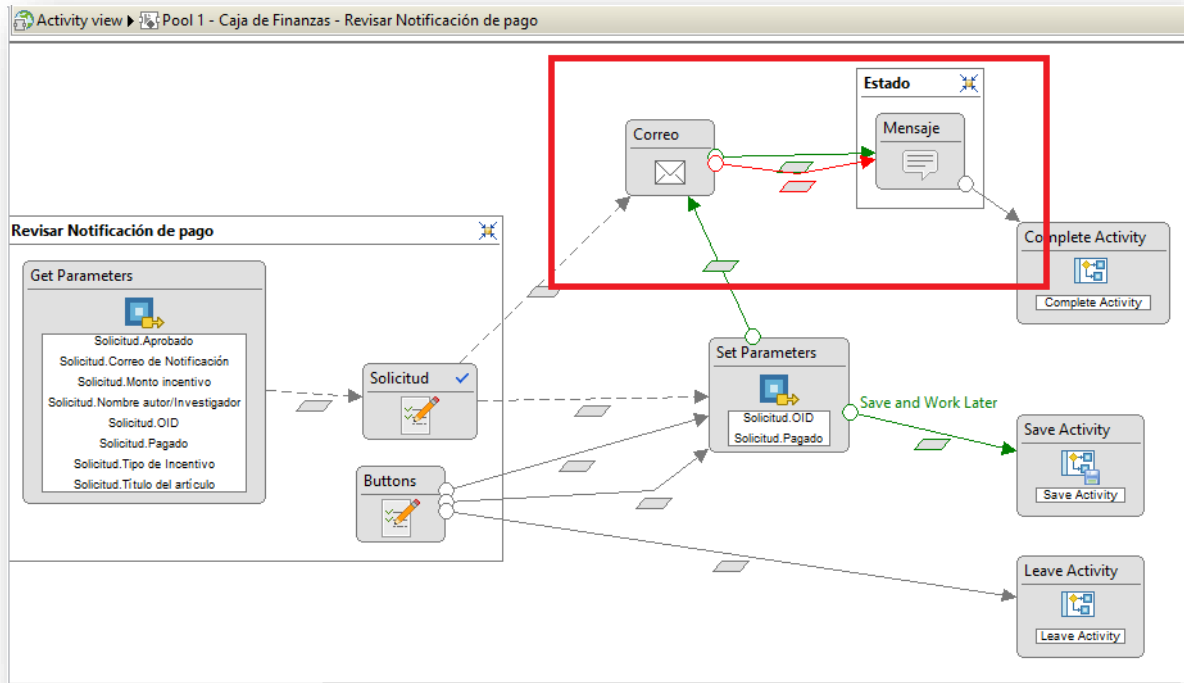 Activity view Pool 1 - Caja de Finanzas - Revisar Notificación de pago
Estado
Correo
Mensaje
Complete Activity
Complete Activity
Revisar Notificación de pago
Get Parameters
Solicitud.Aprobado
Solicitud.Correo de Notificación
Solicitud.Monto incentivo
Solicitud.Nombre autor/Investigador
Solicitud.OID
Solicitud.Pagado
Solicitud.Tipo de Incentivo
Solicitud.Título del artículo
Solicitud
Buttons
Set Parameters
Solicitud.OID
Solicitud.Pagado
Save and Work Later
Save Activity
Save Activity
Leave Activity
Leave Activity